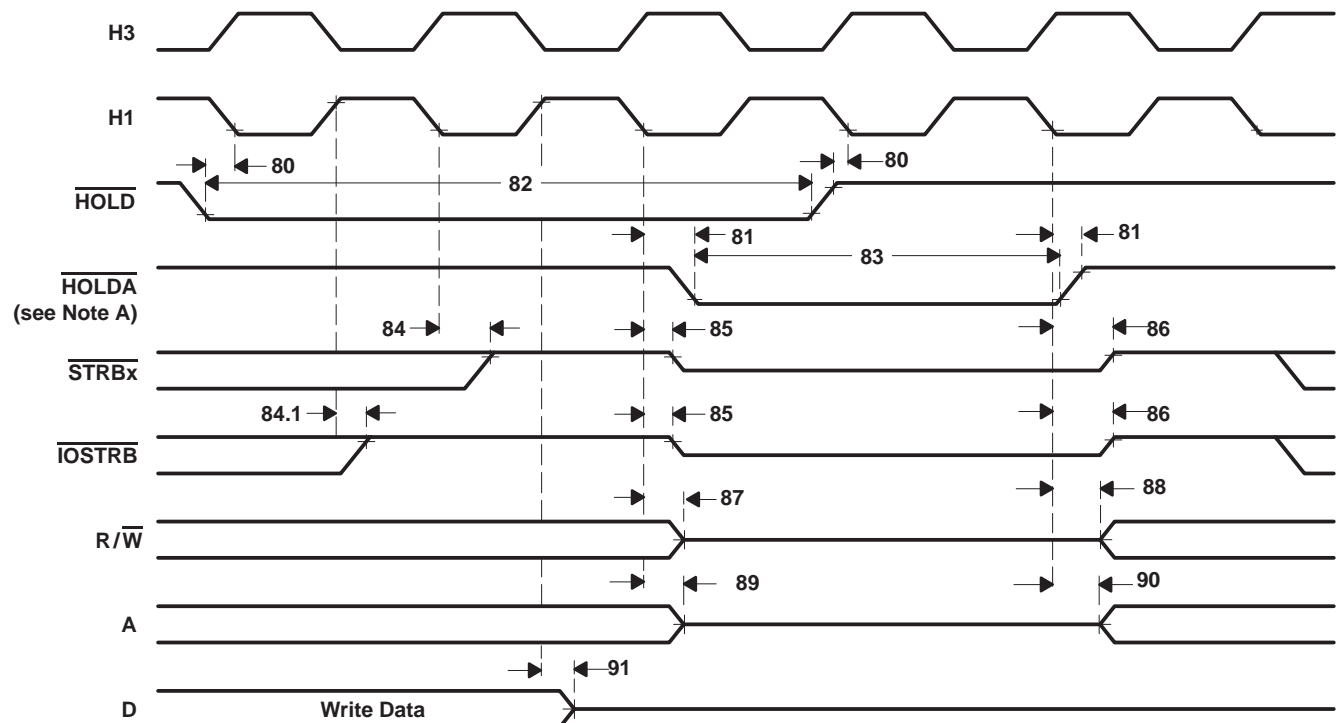 H3
H1
80
80
82
HOLD
81
81
83
HOLDA
(see Note A)
84
85
86
STRBx
84.1
85
86
IOSTRB
87
88
R/W
89
90
A
91
D
Write Data